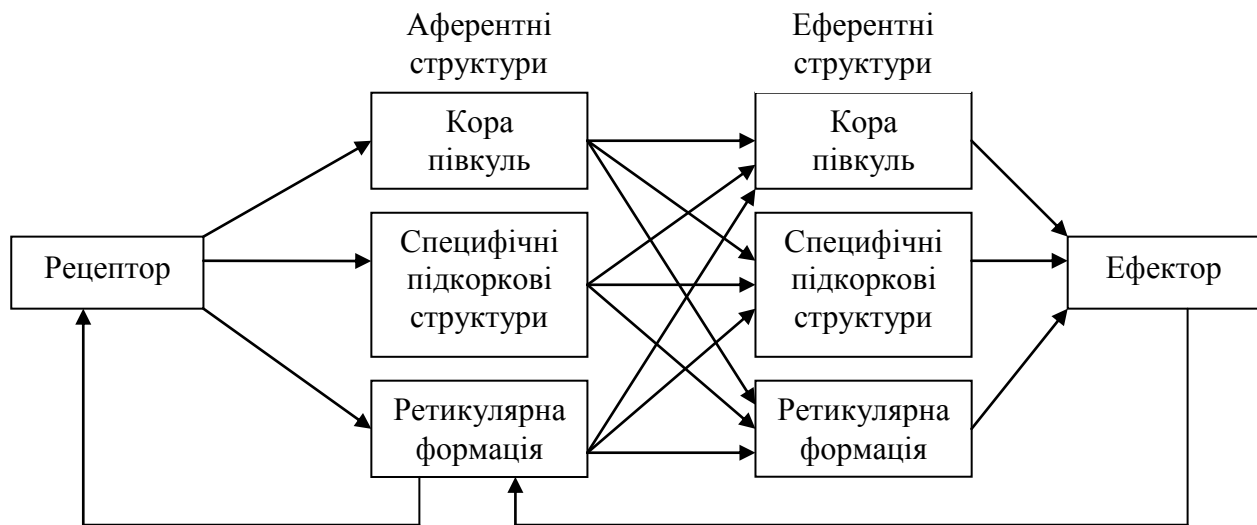 Аферентні
структури
Еферентні
структури
Кора
півкуль
Кора
півкуль
Рецептор
Специфічні
підкоркові
структури
Специфічні
підкоркові
структури
Ефектор
Ретикулярна
формація
Ретикулярна
формація